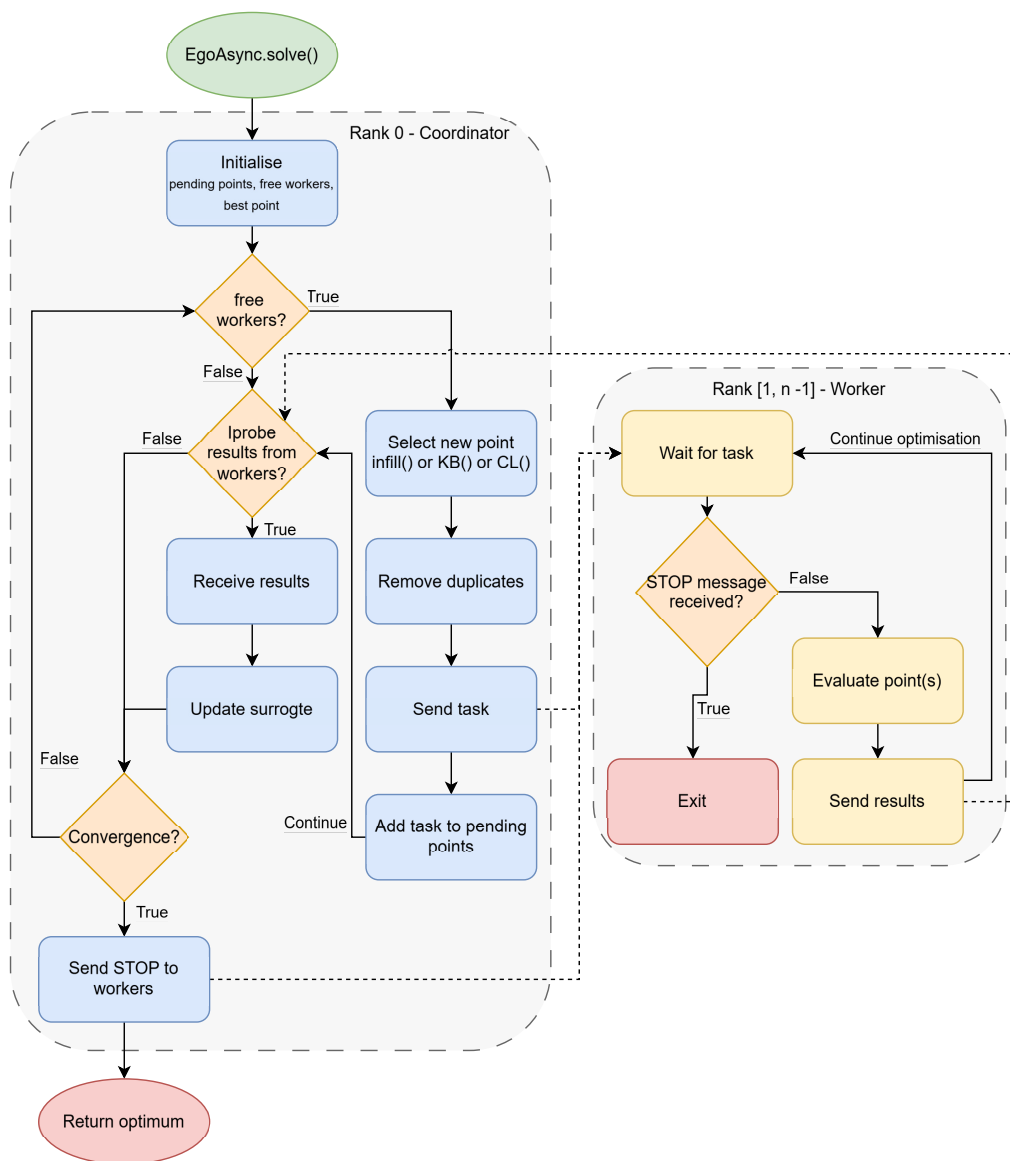 EgoAsync.solve()
Rank 0 - Coordinator
Initialise
pending points, free workers,
best point
free
workers?
True
False
Iprobe
results from
workers?
False
True
Select new point
infill() or KB() or CL()
Receive results
Remove duplicates
Update surrogte
Send task
False
Convergence?
Continue
Add task to pending
points
True
Send STOP to
workers
Return optimum
Rank [1, n -1] - Worker
Wait for task
Continue optimisation
STOP message
received?
False
Evaluate point(s)
True
Exit
Send results